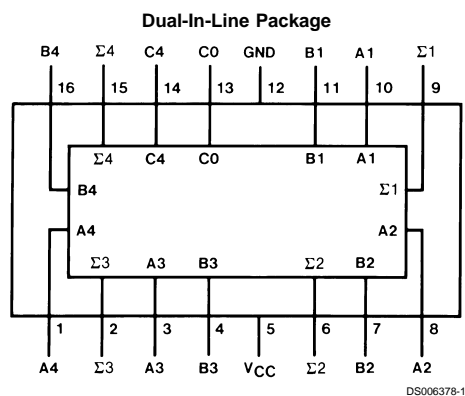 Dual-In-Line Package
B4 Σ4 C4 C0 GND B1 A1 Σ1
16 15 14 13 12 11 10 9
Σ4 C4 C0 B1 A1
B4 Σ1
A4 A2
Σ3 A3 B3 Σ2 B2
1 2 3 4 5 6 7 8
A4 Σ3 A3 B3 VCC Σ2 B2 A2
DS006378-1